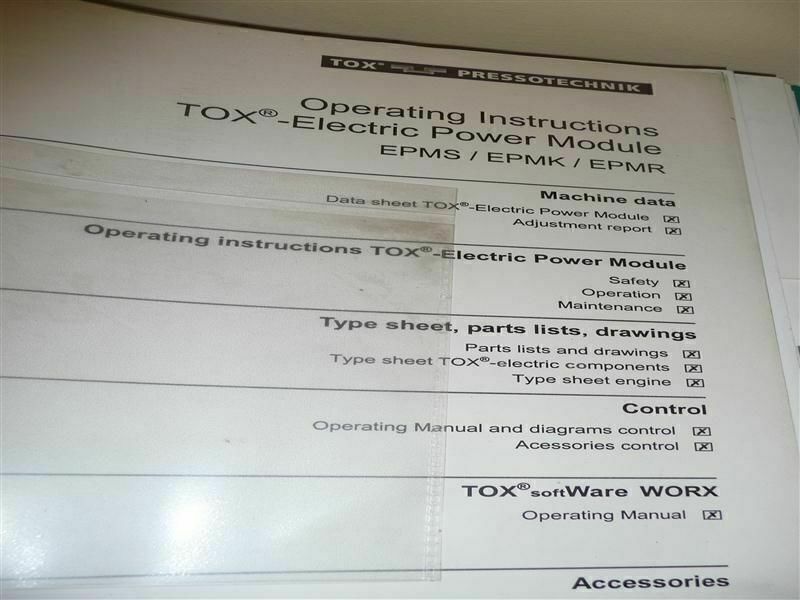 TOX® PRESSOTECHNIK
Operating Instructions
TOX®-Electric Power Module
EPMS / EPMK / EPMR
Machine data
Data sheet TOX®-Electric Power Module ☒
Adjustment report ☒
Operating instructions TOX®-Electric Power Module
Safety ☒
Operation ☒
Maintenance ☒
Type sheet, parts lists, drawings
Parts lists and drawings ☒
Type sheet TOX®-electric components ☒
Type sheet engine ☒
Control
Operating Manual and diagrams control ☒
Acessories control ☒
TOX®softWare WORX
Operating Manual ☒
Accessories